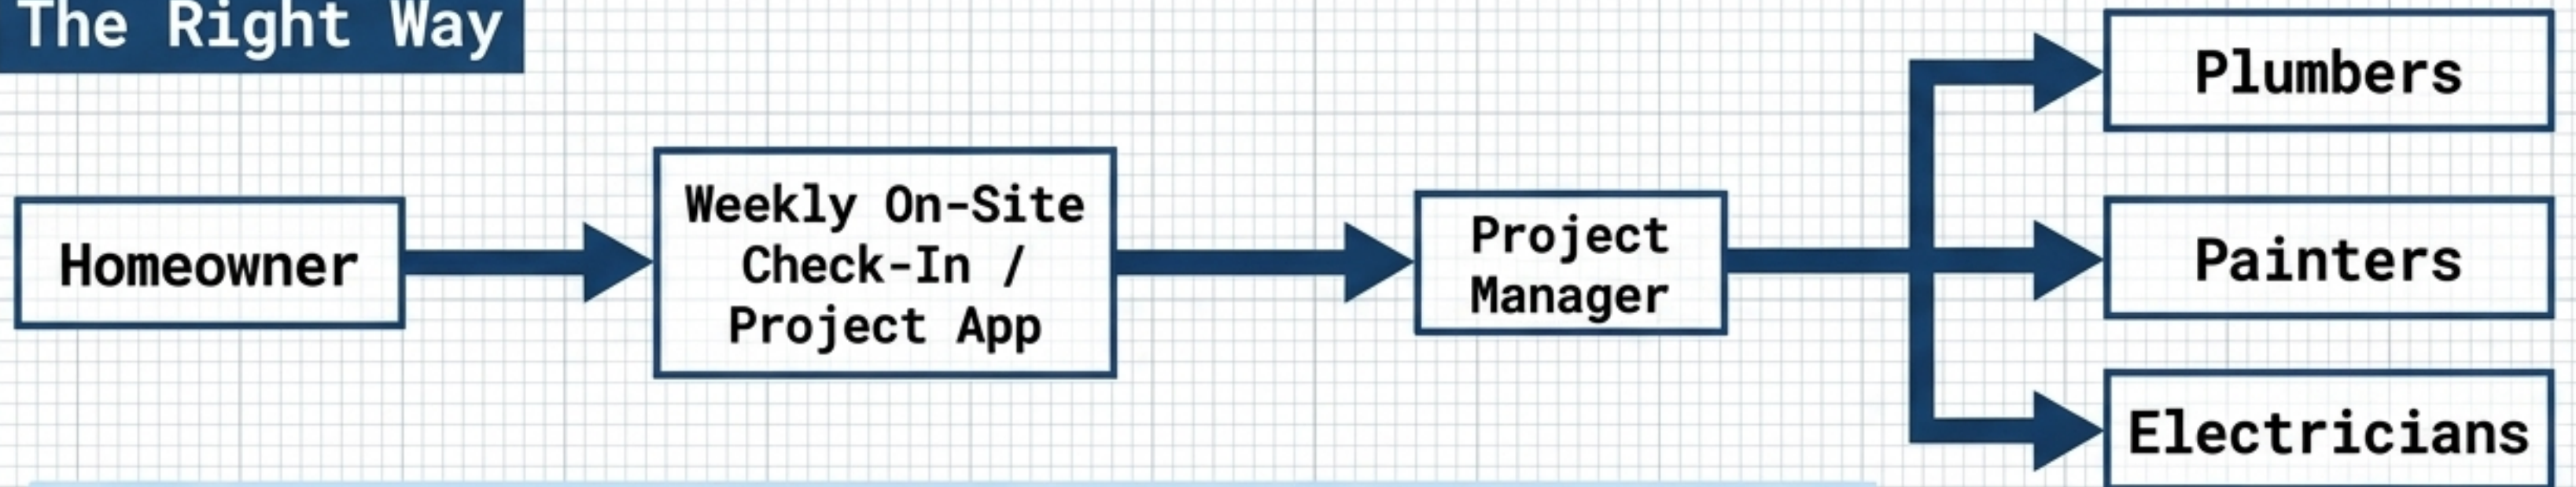 The Right Way
Homeowner
Weekly On-Site
Check-In /
Project App
Project
Manager
Plumbers
Painters
Electricians